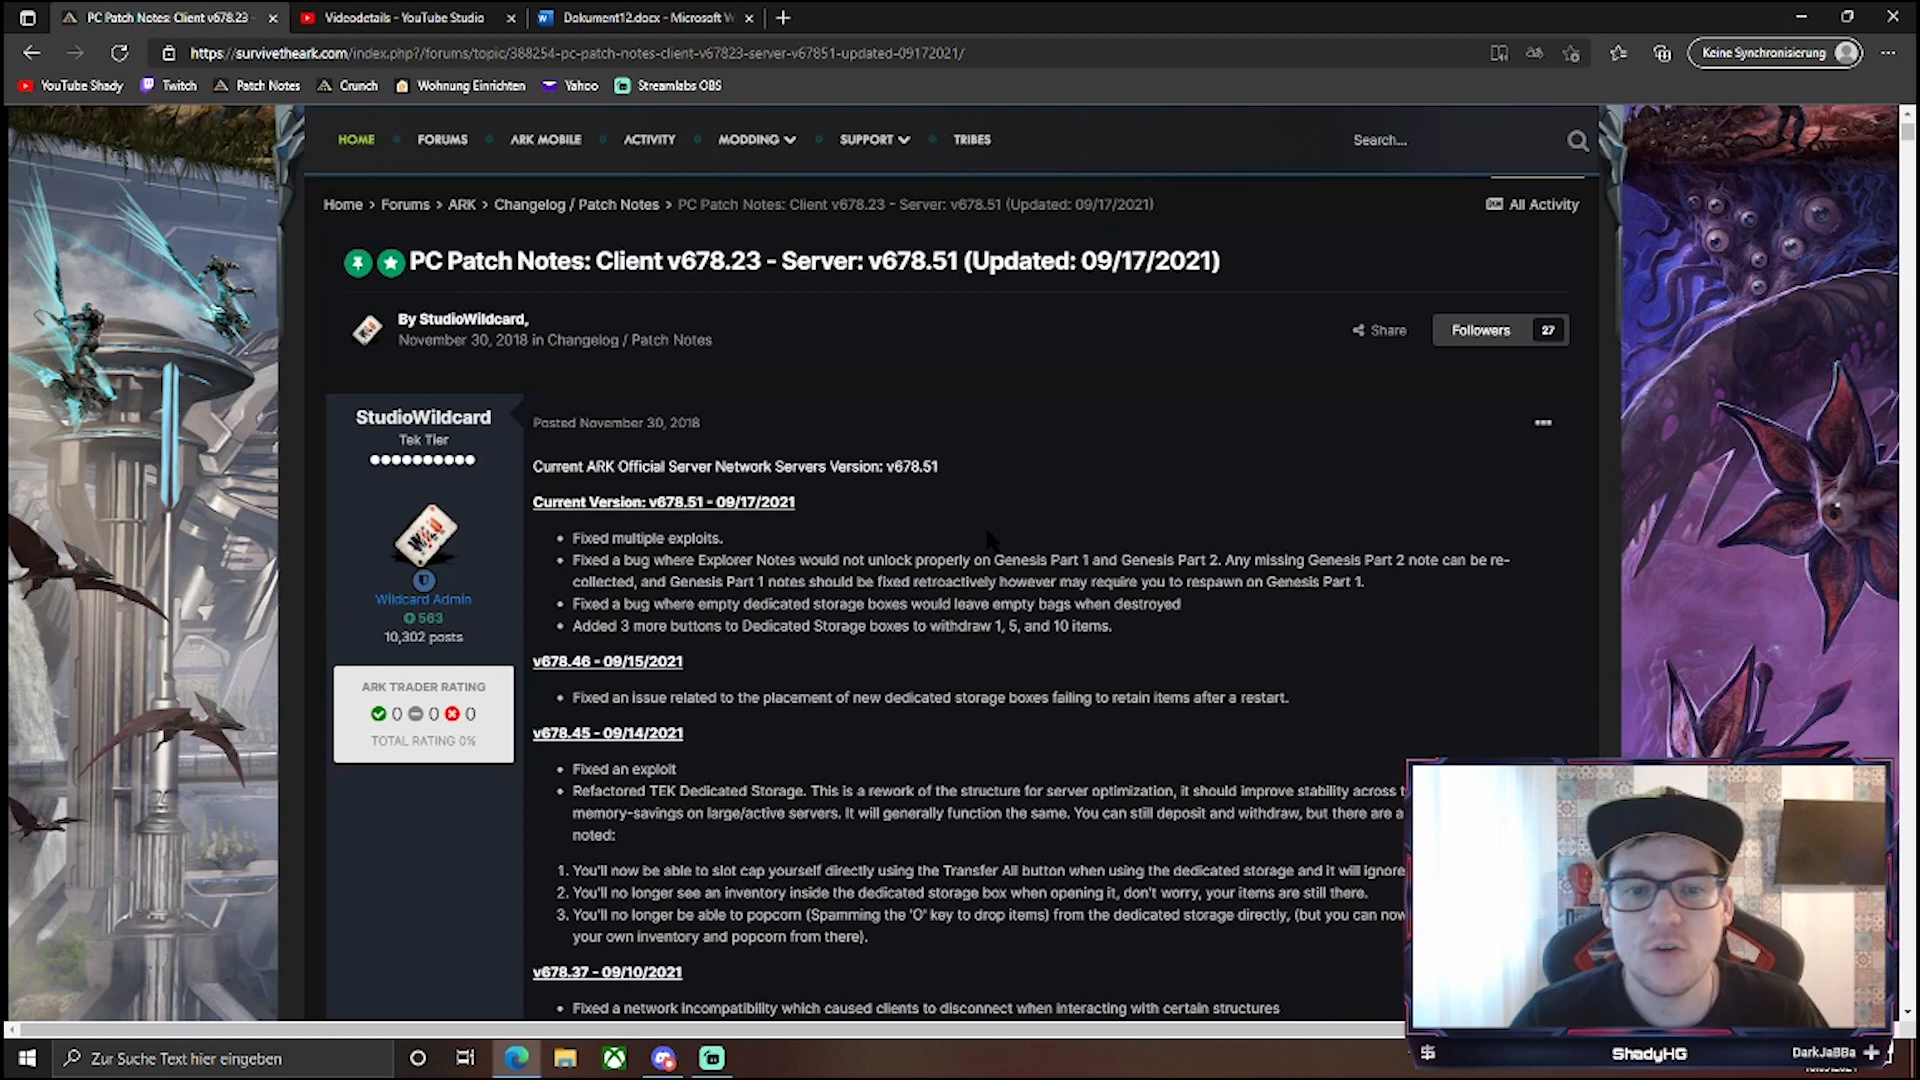 PC Patch Notes: Client v678.23 -
Videodetails - YouTube Studio
Dokument12.docx - Microsoft W
https://survivetheark.com/index.php?/forums/topic/388254-pc-patch-notes-client-v67823-server-v67851-updated-09172021/
Keine Synchronisierung
YouTube Shady
Twitch
Patch Notes
Crunch
Wohnung Einrichten
Yahoo
Streamlabs OBS
HOME
FORUMS
ARK MOBILE
ACTIVITY
MODDING
SUPPORT
TRIBES
Search...
Home > Forums > ARK > Changelog / Patch Notes > PC Patch Notes: Client v678.23 - Server: v678.51 (Updated: 09/17/2021)
All Activity
PC Patch Notes: Client v678.23 - Server: v678.51 (Updated: 09/17/2021)
By StudioWildcard,
November 30, 2018 in Changelog / Patch Notes
Share
Followers 27
StudioWildcard
Tek Tier
WILD
Wildcard Admin
563
10,302 posts
ARK TRADER RATING
0 0 0
TOTAL RATING 0%
Posted November 30, 2018
Current ARK Official Server Network Servers Version: v678.51
Current Version: v678.51 - 09/17/2021
• Fixed multiple exploits.
• Fixed a bug where Explorer Notes would not unlock properly on Genesis Part 1 and Genesis Part 2. Any missing Genesis Part 2 note can be re-
collected, and Genesis Part 1 notes should be fixed retroactively however may require you to respawn on Genesis Part 1.
• Fixed a bug where empty dedicated storage boxes would leave empty bags when destroyed
• Added 3 more buttons to Dedicated Storage boxes to withdraw 1, 5, and 10 items.
v678.46 - 09/15/2021
• Fixed an issue related to the placement of new dedicated storage boxes failing to retain items after a restart.
v678.45 - 09/14/2021
• Fixed an exploit
• Refactored TEK Dedicated Storage. This is a rework of the structure for server optimization, it should improve stability across
memory-savings on large/active servers. It will generally function the same. You can still deposit and withdraw, but there are a
noted:
1. You'll now be able to slot cap yourself directly using the Transfer All button when using the dedicated storage and it will ignore
2. You'll no longer see an inventory inside the dedicated storage box when opening it, don't worry, your items are still there.
3. You'll no longer be able to popcorn (Spamming the 'O' key to drop items) from the dedicated storage directly, (but you can now
your own inventory and popcorn from there).
v678.37 - 09/10/2021
• Fixed a network incompatibility which caused clients to disconnect when interacting with certain structures
Zur Suche Text hier eingeben
ShadyHG
DarkJaBBa